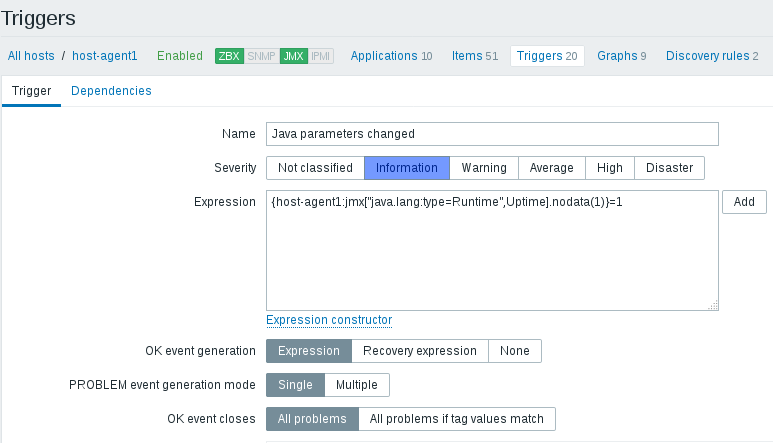 Triggers
All hosts / host-agent1 Enabled ZBX SNMP JMX IPMI Applications 10 Items 51 Triggers 20 Graphs 9 Discovery rules 2
Trigger Dependencies
Name Java parameters changed
Severity Not classified Information Warning Average High Disaster
Expression {host-agent1:jmx["java.lang:type=Runtime",Uptime].nodata(1)}=1 Add
Expression constructor
OK event generation Expression Recovery expression None
PROBLEM event generation mode Single Multiple
OK event closes All problems All problems if tag values match